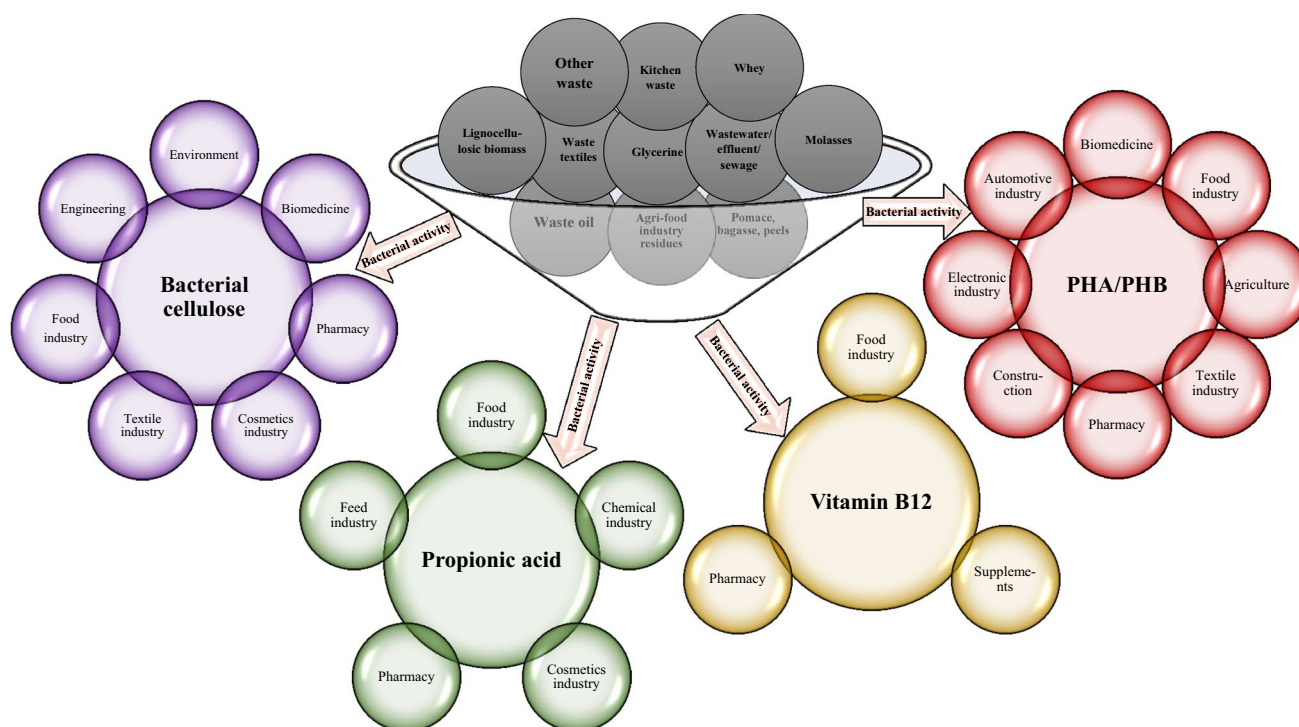 Other
waste
Kitchen
waste
Whey
Lignocellu-
losic biomass
Waste
textiles
Glycerine
Wastewater/
effluent/
sewage
Molasses
Waste oil
Agri-food
industry
residues
Pomace,
bagasse, peels
Bacterial activity
Bacterial activity
Bacterial activity
Bacterial activity
Bacterial
cellulose
Environment
Biomedicine
Pharmacy
Cosmetics
industry
Textile
industry
Food
industry
Engineering
Propionic acid
Food
industry
Chemical
industry
Cosmetics
industry
Pharmacy
Feed
industry
Vitamin B12
Food
industry
Suppleme-
nts
Pharmacy
PHA/PHB
Biomedicine
Food
industry
Agriculture
Textile
industry
Pharmacy
Constru-
ction
Electronic
industry
Automotive
industry